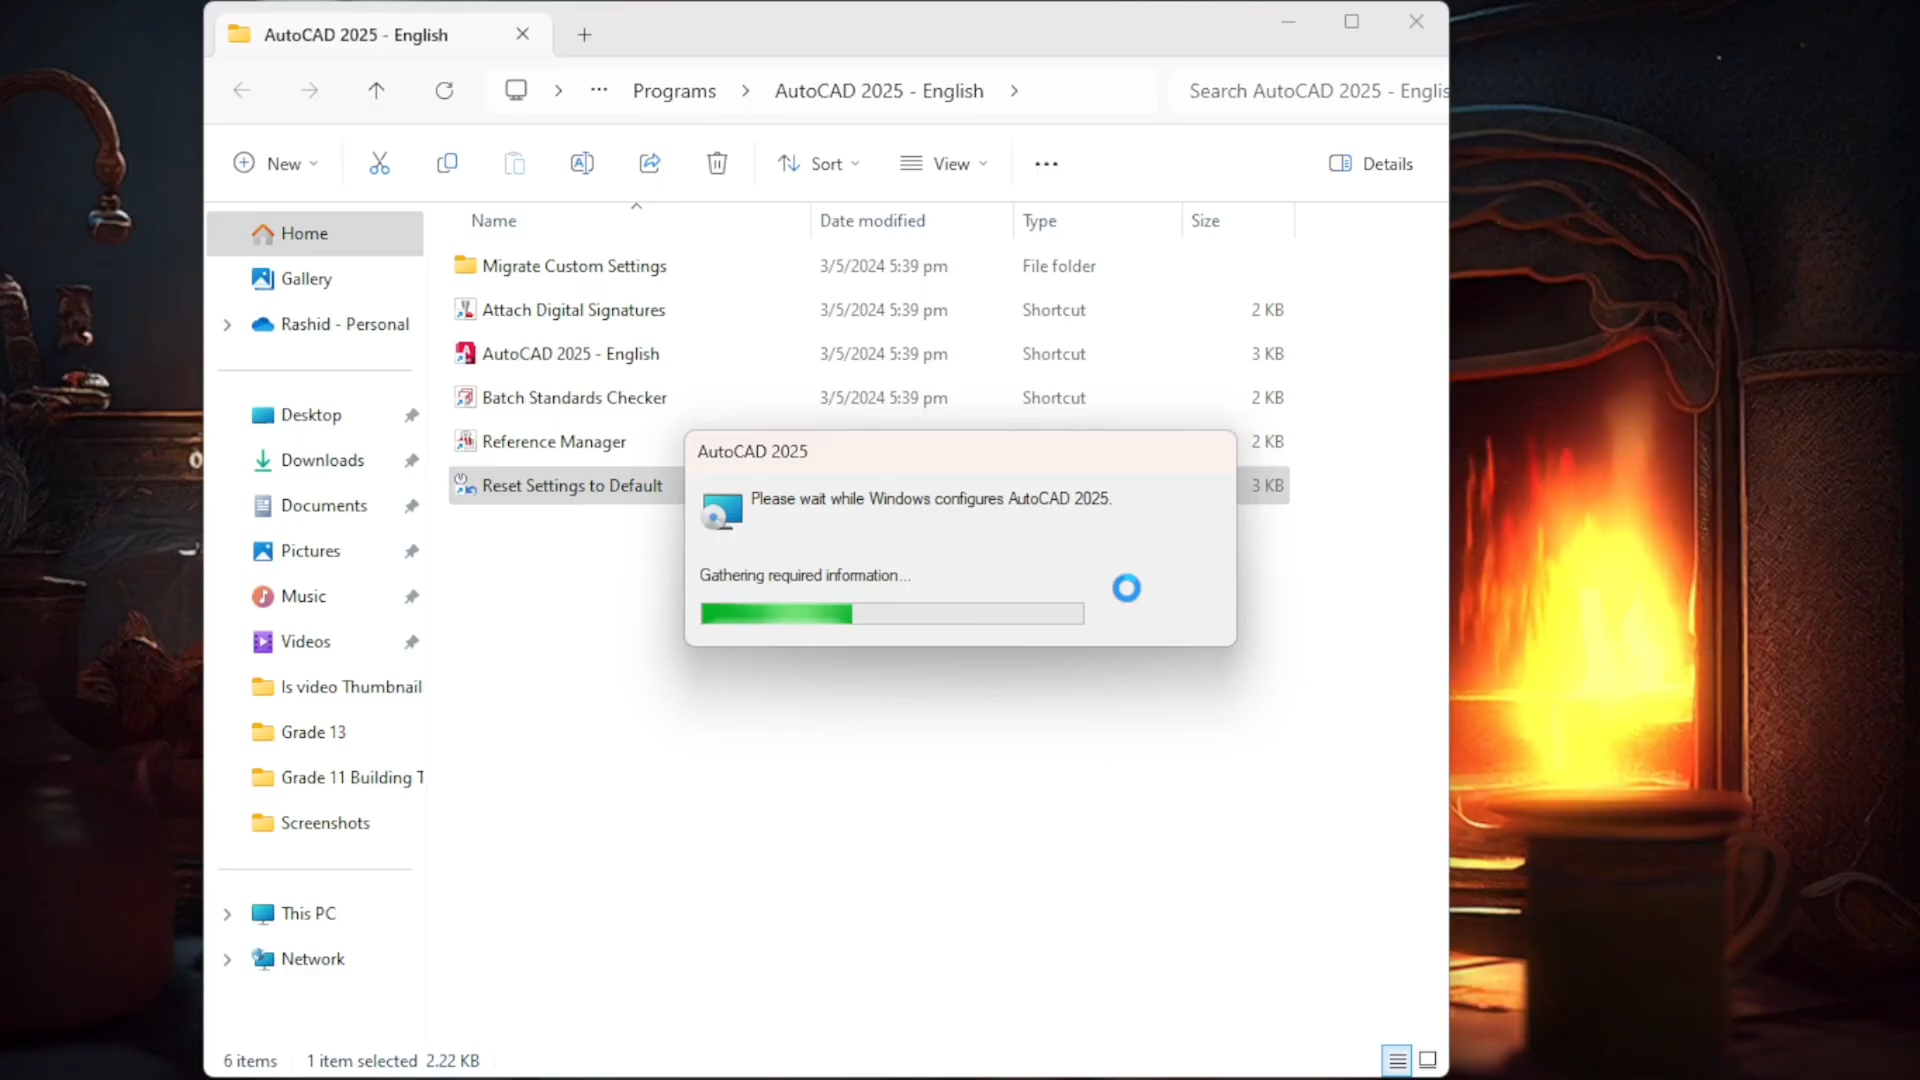 AutoCAD 2025 - English
Programs
AutoCAD 2025 - English
Search AutoCAD 2025 - Englis
New
Sort
View
Details
Name
Date modified
Type
Size
Home
Gallery
Rashid - Personal
Desktop
Downloads
Documents
Pictures
Music
Videos
Is video Thumbnail
Grade 13
Grade 11 Building T
Screenshots
This PC
Network
Migrate Custom Settings 3/5/2024 5:39 pm File folder
Attach Digital Signatures 3/5/2024 5:39 pm Shortcut 2 KB
AutoCAD 2025 - English 3/5/2024 5:39 pm Shortcut 3 KB
Batch Standards Checker 3/5/2024 5:39 pm Shortcut 2 KB
Reference Manager 2 KB
Reset Settings to Default 3 KB
AutoCAD 2025
Please wait while Windows configures AutoCAD 2025.
Gathering required information...
6 items 1 item selected 2.22 KB